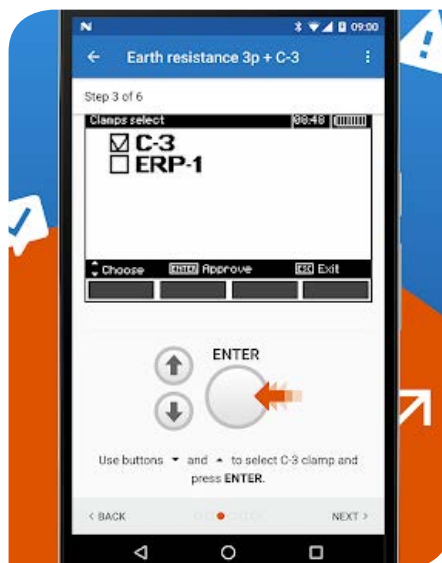 N 09:00
Earth resistance 3p + C-3
Step 3 of 6
Clamps select 08:48
C-3
ERP-1
Choose ENTER Approve ESC Exit
ENTER
Use buttons ▼ and ▲ to select C-3 clamp and
press ENTER.
< BACK NEXT >